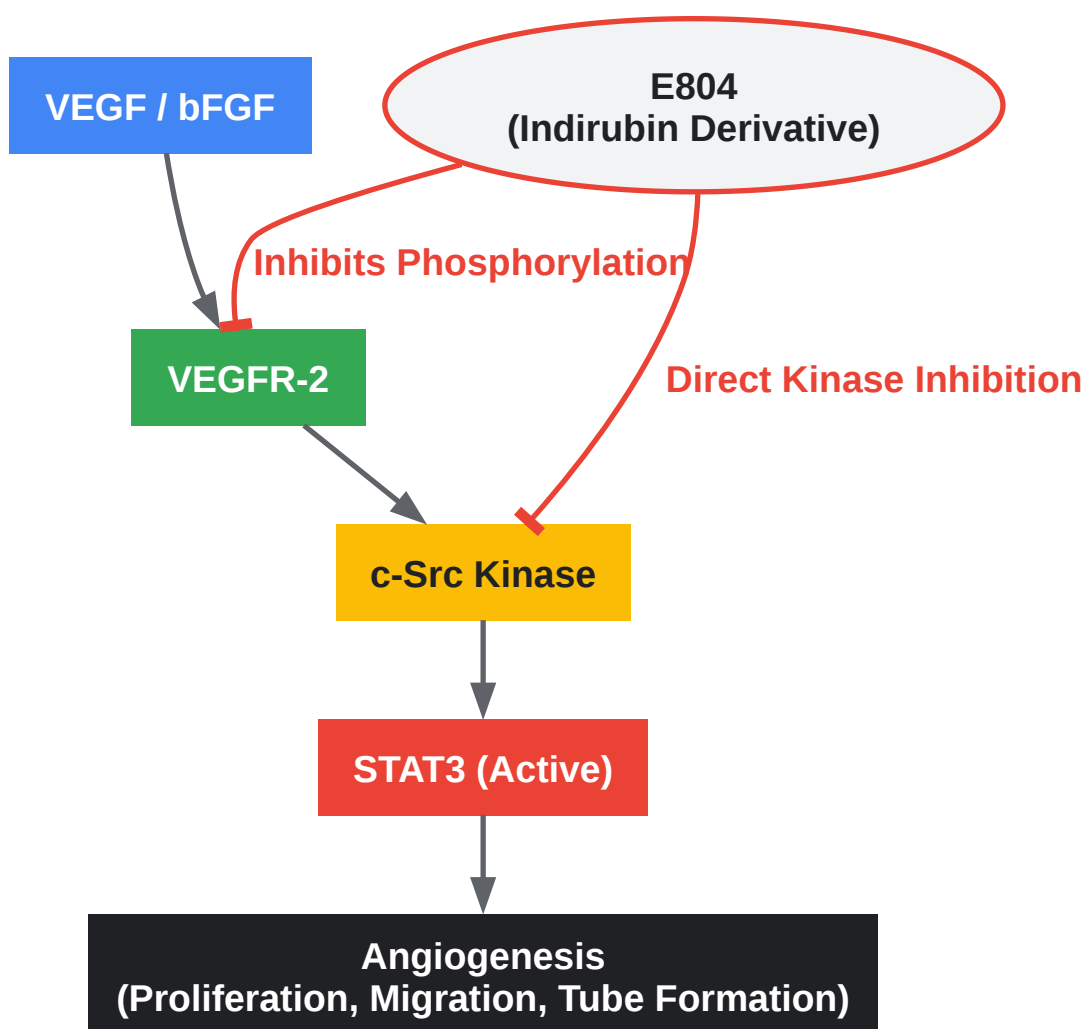 VEGF / bFGF
E804
(Indirubin Derivative)
Inhibits Phosphorylation
VEGFR-2
Direct Kinase Inhibition
c-Src Kinase
STAT3 (Active)
Angiogenesis
(Proliferation, Migration, Tube Formation)